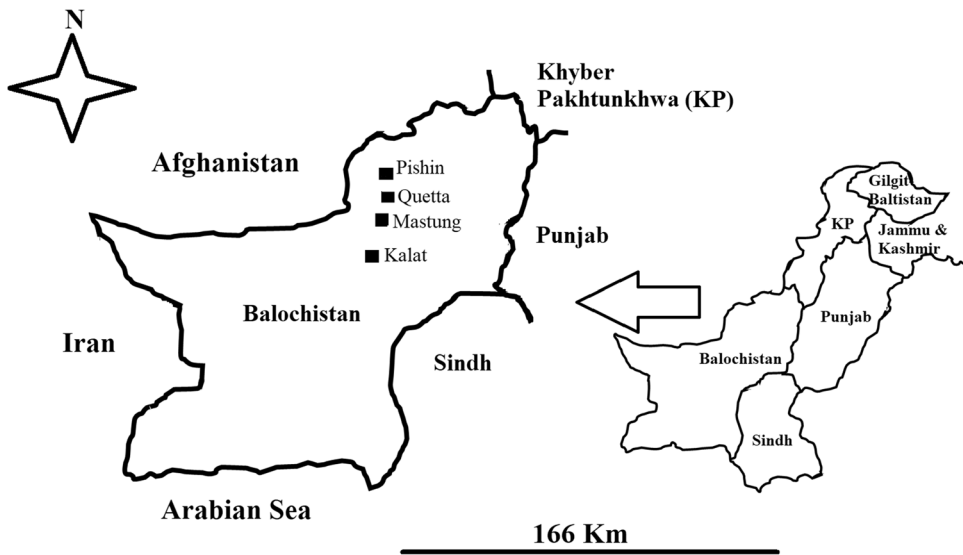 N
Khyber
Pakhtunkhwa (KP)
Afghanistan
Pishin
Quetta
Mastung
Kalat
Punjab
Balochistan
Iran
Sindh
Arabian Sea
Gilgit
Baltistan
KP
Jammu &
Kashmir
Punjab
Balochistan
Sindh
166 Km